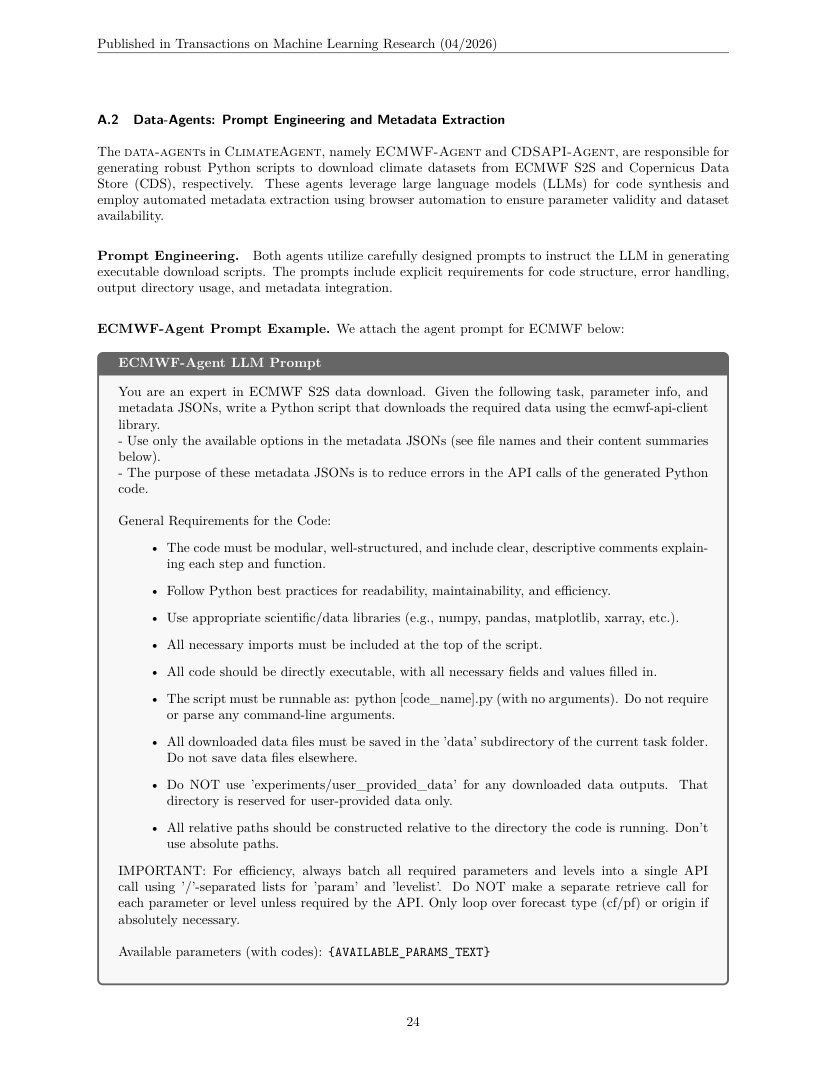 Published in Transactions on Machine Learning Research (04/2026)
A.2 Data-Agents: Prompt Engineering and Metadata Extraction
The DATA-AGENTs in CLIMATEAGENT, namely ECMWF-AGENT and CDSAPI-AGENT, are responsible for
generating robust Python scripts to download climate datasets from ECMWF S2S and Copernicus Data
Store (CDS), respectively. These agents leverage large language models (LLMs) for code synthesis and
employ automated metadata extraction using browser automation to ensure parameter validity and dataset
availability.
Prompt Engineering. Both agents utilize carefully designed prompts to instruct the LLM in generating
executable download scripts. The prompts include explicit requirements for code structure, error handling,
output directory usage, and metadata integration.
ECMWF-Agent Prompt Example. We attach the agent prompt for ECMWF below:
ECMWF-Agent LLM Prompt
You are an expert in ECMWF S2S data download. Given the following task, parameter info, and
metadata JSONs, write a Python script that downloads the required data using the ecmwf-api-client
library.
- Use only the available options in the metadata JSONs (see file names and their content summaries
below).
- The purpose of these metadata JSONs is to reduce errors in the API calls of the generated Python
code.
General Requirements for the Code:
• The code must be modular, well-structured, and include clear, descriptive comments explain-
ing each step and function.
• Follow Python best practices for readability, maintainability, and efficiency.
• Use appropriate scientific/data libraries (e.g., numpy, pandas, matplotlib, xarray, etc.).
• All necessary imports must be included at the top of the script.
• All code should be directly executable, with all necessary fields and values filled in.
• The script must be runnable as: python [code_name].py (with no arguments). Do not require
or parse any command-line arguments.
• All downloaded data files must be saved in the 'data' subdirectory of the current task folder.
Do not save data files elsewhere.
• Do NOT use 'experiments/user_provided_data' for any downloaded data outputs. That
directory is reserved for user-provided data only.
• All relative paths should be constructed relative to the directory the code is running. Don't
use absolute paths.
IMPORTANT: For efficiency, always batch all required parameters and levels into a single API
call using '/'-separated lists for 'param' and 'levelist'. Do NOT make a separate retrieve call for
each parameter or level unless required by the API. Only loop over forecast type (cf/pf) or origin if
absolutely necessary.
Available parameters (with codes): {AVAILABLE_PARAMS_TEXT}
24